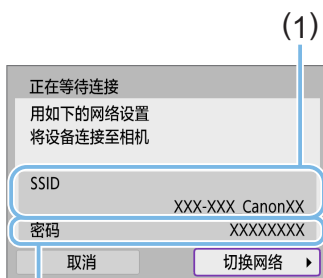 (1)
正在等待连接
用如下的网络设置
将设备连接至相机
SSID
XXX-XXX_CanonXX
密码
XXXXXXXX
取消
切换网络